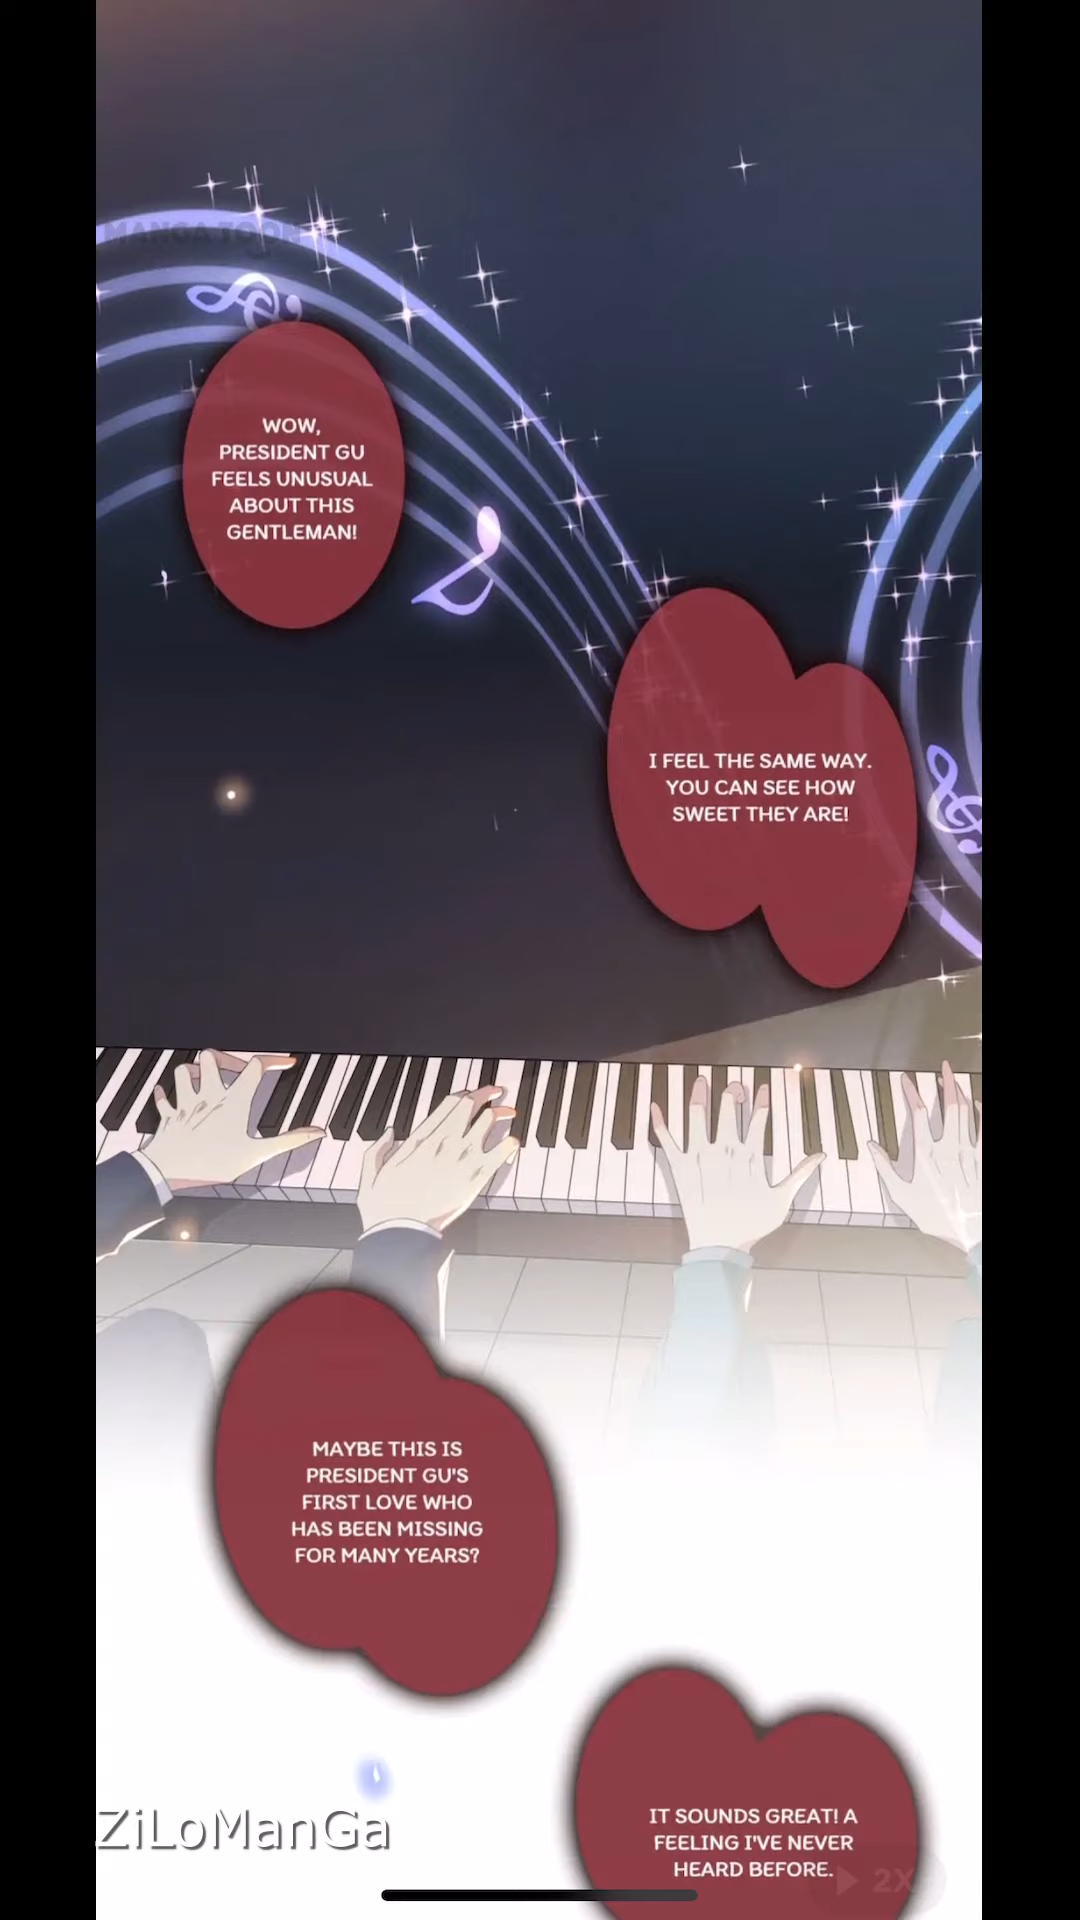 MANGATOON
WOW,
PRESIDENT GU
FEELS UNUSUAL
ABOUT THIS
GENTLEMAN!
I FEEL THE SAME WAY.
YOU CAN SEE HOW
SWEET THEY ARE!
MAYBE THIS IS
PRESIDENT GU'S
FIRST LOVE WHO
HAS BEEN MISSING
FOR MANY YEARS?
IT SOUNDS GREAT! A
FEELING I'VE NEVER
HEARD BEFORE.
ZiLoManGa
2X